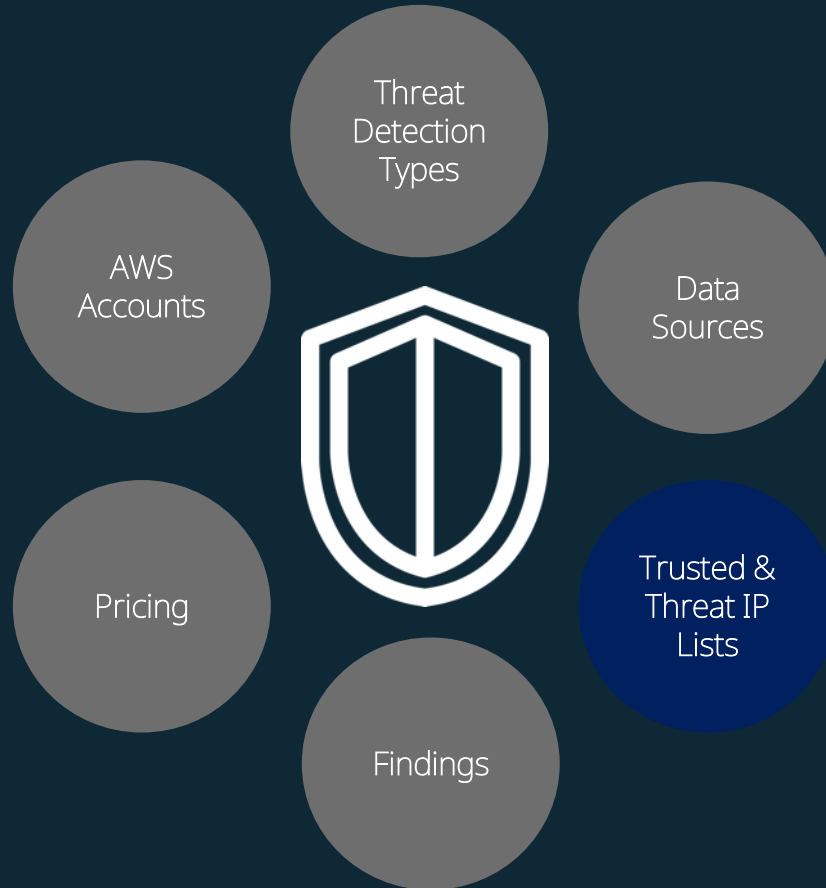 Threat
Detection
Types
AWS
Accounts
Data
Sources
Pricing
Trusted &
Threat IP
Lists
Findings